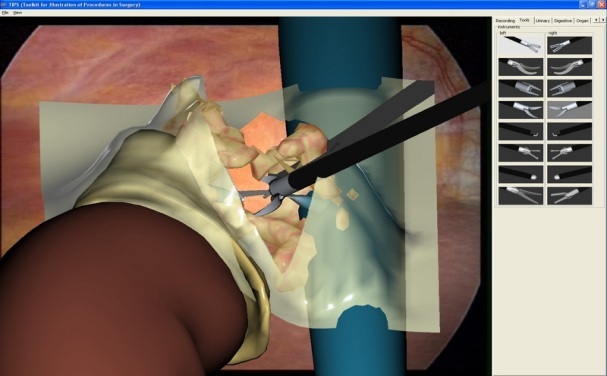 TIPS (Toolkit for Illustration of Procedures in Surgery)
File View
Recording Tools Urinary Digestive Organ
Instruments
left right